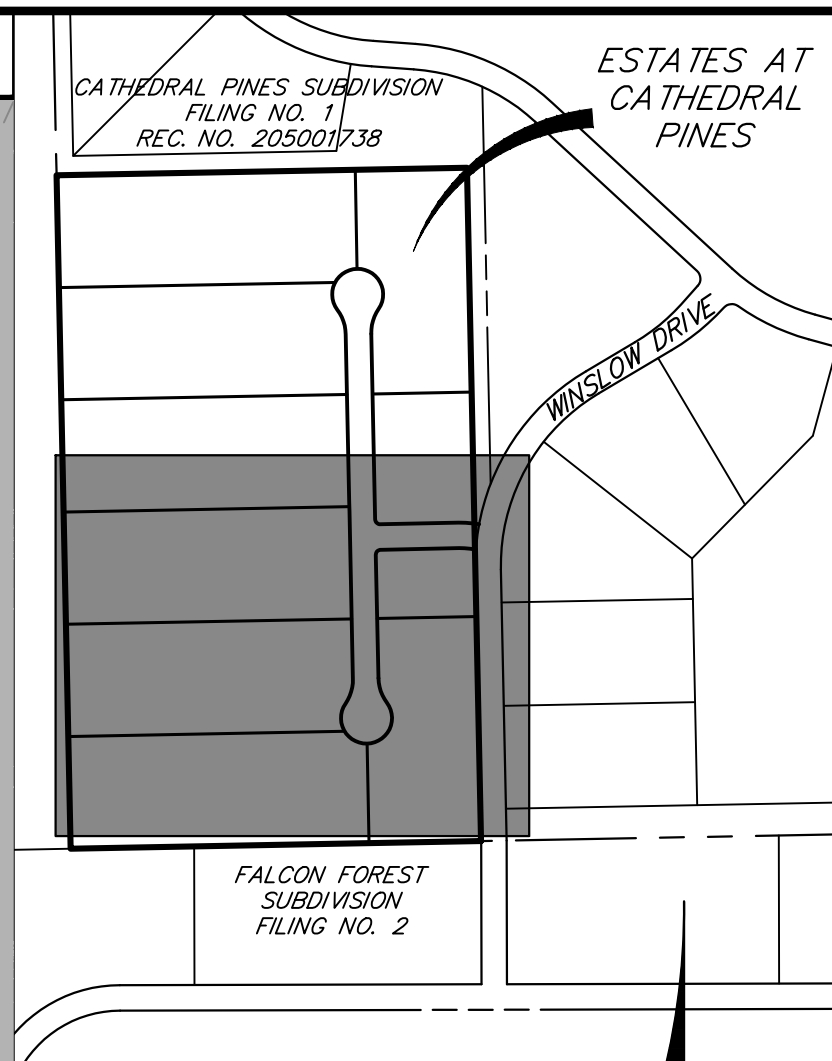 CATHEDRAL PINES SUBDIVISION
FILING NO. 1
REC. NO. 205001738
ESTATES AT
CATHEDRAL
PINES
WINSLOW DRIVE
FALCON FOREST
SUBDIVISION
FILING NO. 2